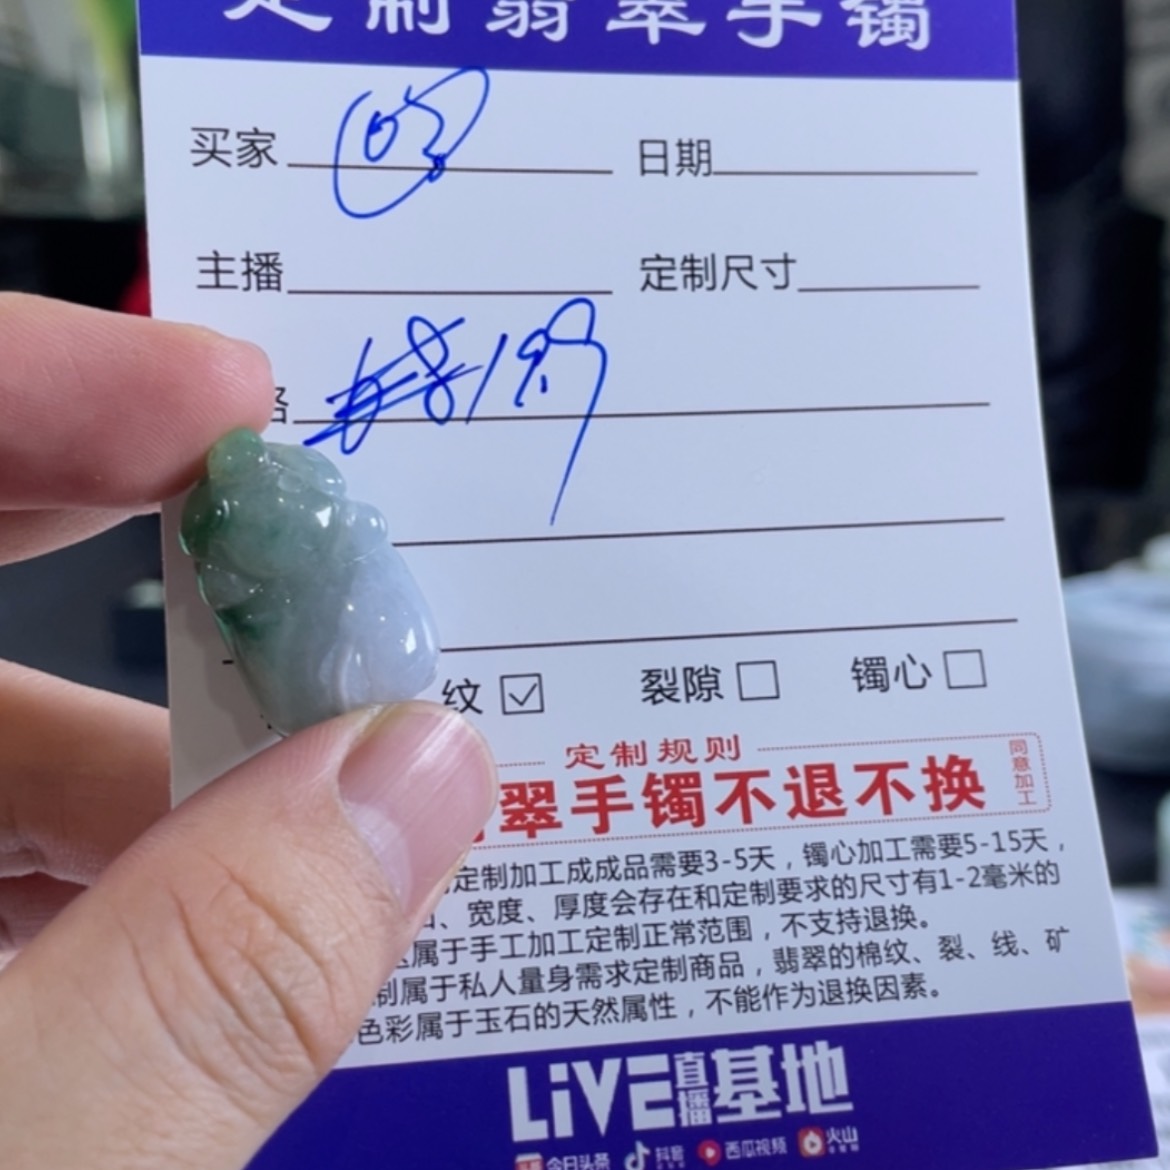 定制翡翠手镯
买家 日期
主播 定制尺寸
格
纹 ☑ 裂隙 □ 镯心 □
定制规则
翠手镯不退不换
同意加工
定制加工成成品需要3-5天，镯心加工需要5-15天，
、宽度、厚度会存在和定制要求的尺寸有1-2毫米的
属于手工加工定制正常范围，不支持退换。
制属于私人量身需求定制商品，翡翠的棉纹、裂、线、矿
色彩属于玉石的天然属性，不能作为退换因素。
LiVE直播基地
今日头条 抖音 西瓜视频 火山